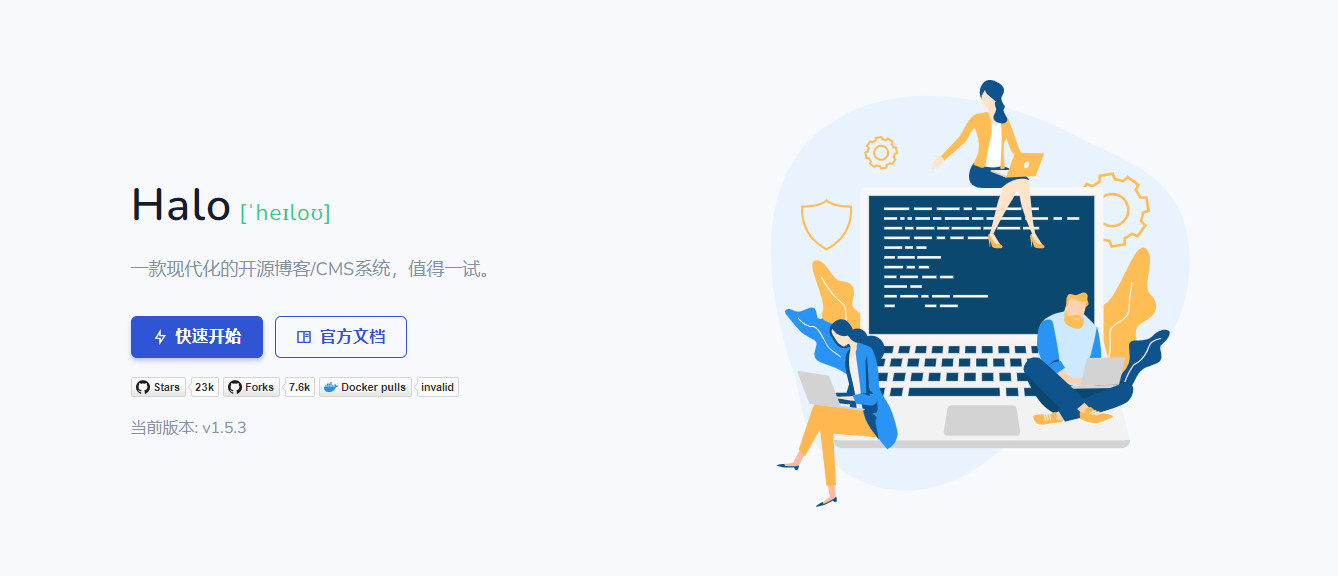 Halo [ˈheɪloʊ]
一款现代化的开源博客/CMS系统，值得一试。
快速开始 官方文档
Stars 23k Forks 7.6k Docker pulls invalid
当前版本: v1.5.3